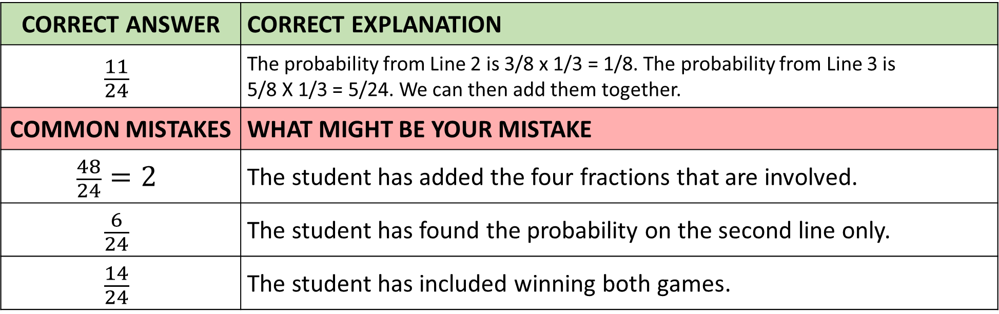 CORRECT ANSWER
CORRECT EXPLANATION
11/24
The probability from Line 2 is 3/8 x 1/3 = 1/8. The probability from Line 3 is
5/8 X 1/3 = 5/24. We can then add them together.
COMMON MISTAKES
WHAT MIGHT BE YOUR MISTAKE
48/24 = 2
The student has added the four fractions that are involved.
6/24
The student has found the probability on the second line only.
14/24
The student has included winning both games.